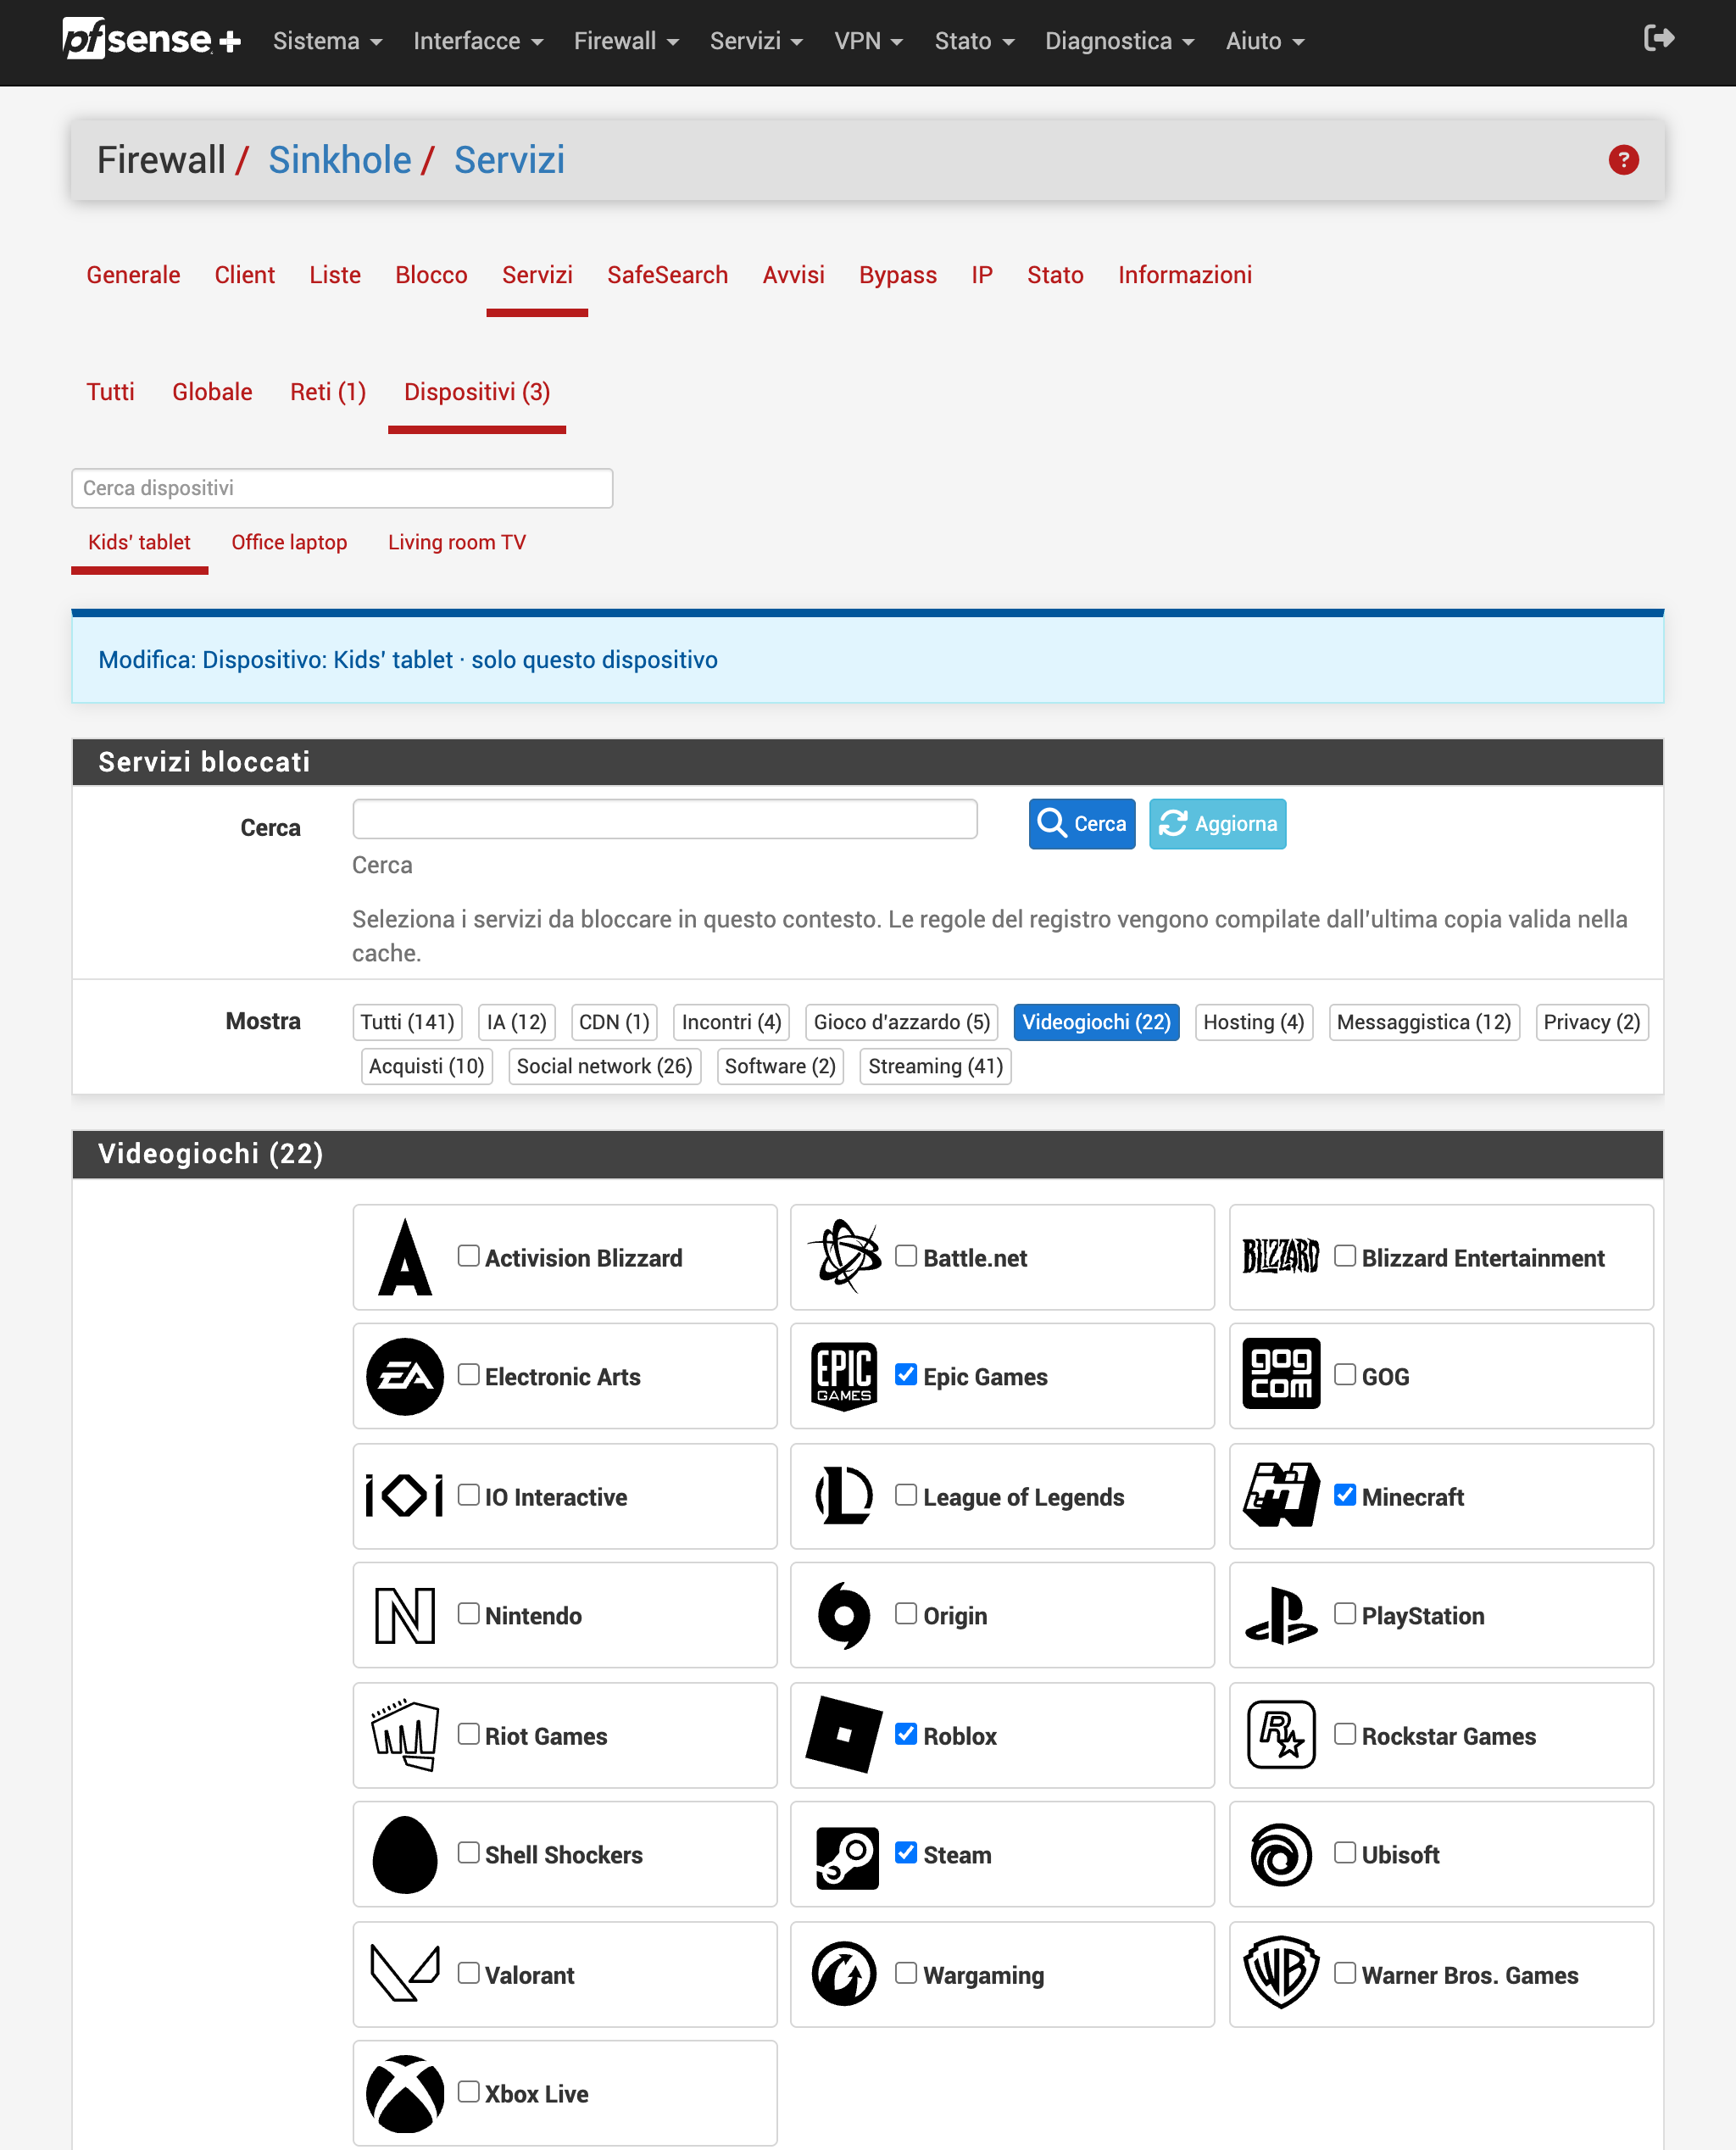 pfsense +
Sistema Interfacce Firewall Servizi VPN Stato Diagnostica Aiuto
Firewall / Sinkhole / Servizi
?
Generale Client Liste Blocco Servizi SafeSearch Avvisi Bypass IP Stato Informazioni
Tutti Globale Reti (1) Dispositivi (3)
Cerca dispositivi
Kids' tablet Office laptop Living room TV
Modifica: Dispositivo: Kids' tablet · solo questo dispositivo
Servizi bloccati
Cerca Cerca Aggiorna
Cerca
Seleziona i servizi da bloccare in questo contesto. Le regole del registro vengono compilate dall'ultima copia valida nella
cache.
Mostra Tutti (141) IA (12) CDN (1) Incontri (4) Gioco d'azzardo (5) Videogiochi (22) Hosting (4) Messaggistica (12) Privacy (2)
Acquisti (10) Social network (26) Software (2) Streaming (41)
Videogiochi (22)
Activision Blizzard Battle.net BLIZZARD Blizzard Entertainment
EA Electronic Arts EPIC GAMES Epic Games gog com GOG
IOI IO Interactive League of Legends Minecraft
Nintendo Origin PlayStation
Riot Games Roblox R Rockstar Games
Shell Shockers Steam Ubisoft
Valorant Wargaming WB Warner Bros. Games
Xbox Live